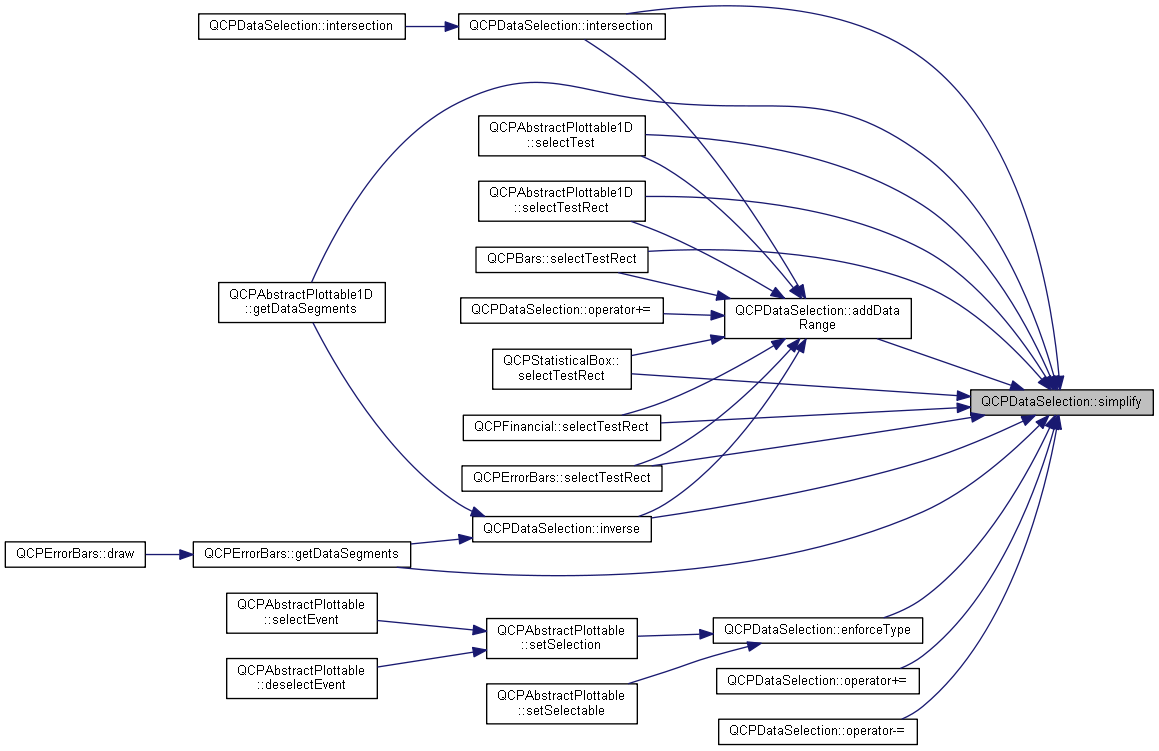 QCPDataSelection::intersection
QCPDataSelection::intersection
QCPAbstractPlottable1D
::selectTest
QCPAbstractPlottable1D
::selectTestRect
QCPBars::selectTestRect
QCPAbstractPlottable1D
::getDataSegments
QCPDataSelection::operator+=
QCPDataSelection::addData
Range
QCPStatisticalBox::
selectTestRect
QCPDataSelection::simplify
QCPFinancial::selectTestRect
QCPErrorBars::selectTestRect
QCPDataSelection::inverse
QCPErrorBars::draw
QCPErrorBars::getDataSegments
QCPAbstractPlottable
::selectEvent
QCPAbstractPlottable
::setSelection
QCPDataSelection::enforceType
QCPAbstractPlottable
::deselectEvent
QCPDataSelection::operator+=
QCPAbstractPlottable
::setSelectable
QCPDataSelection::operator-=